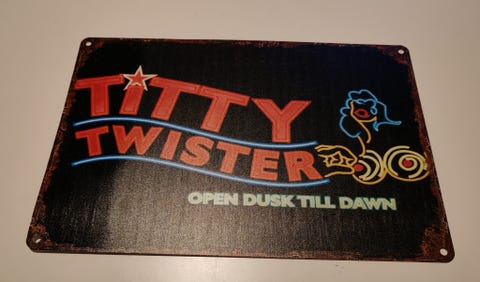 TITTY
TWISTER
OPEN DUSK TILL DAWN